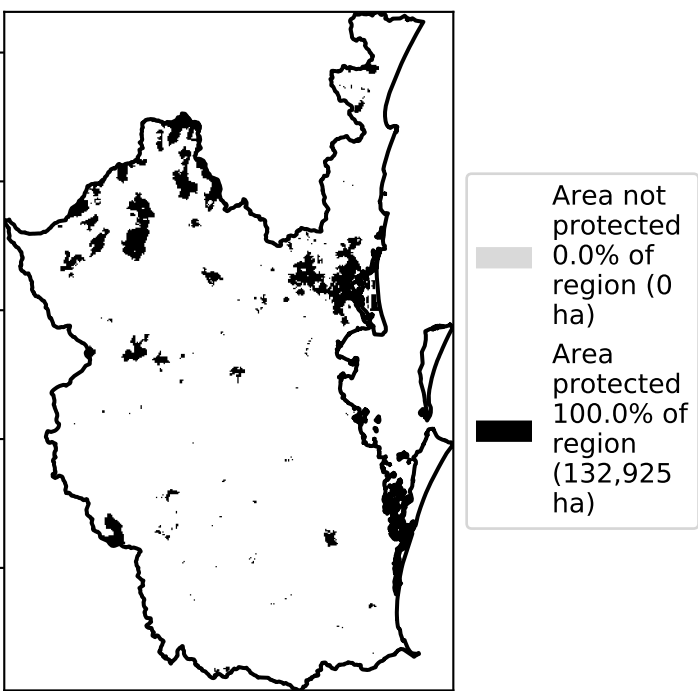 Area not
protected
0.0% of
region (0
ha)
Area
protected
100.0% of
region
(132,925
ha)